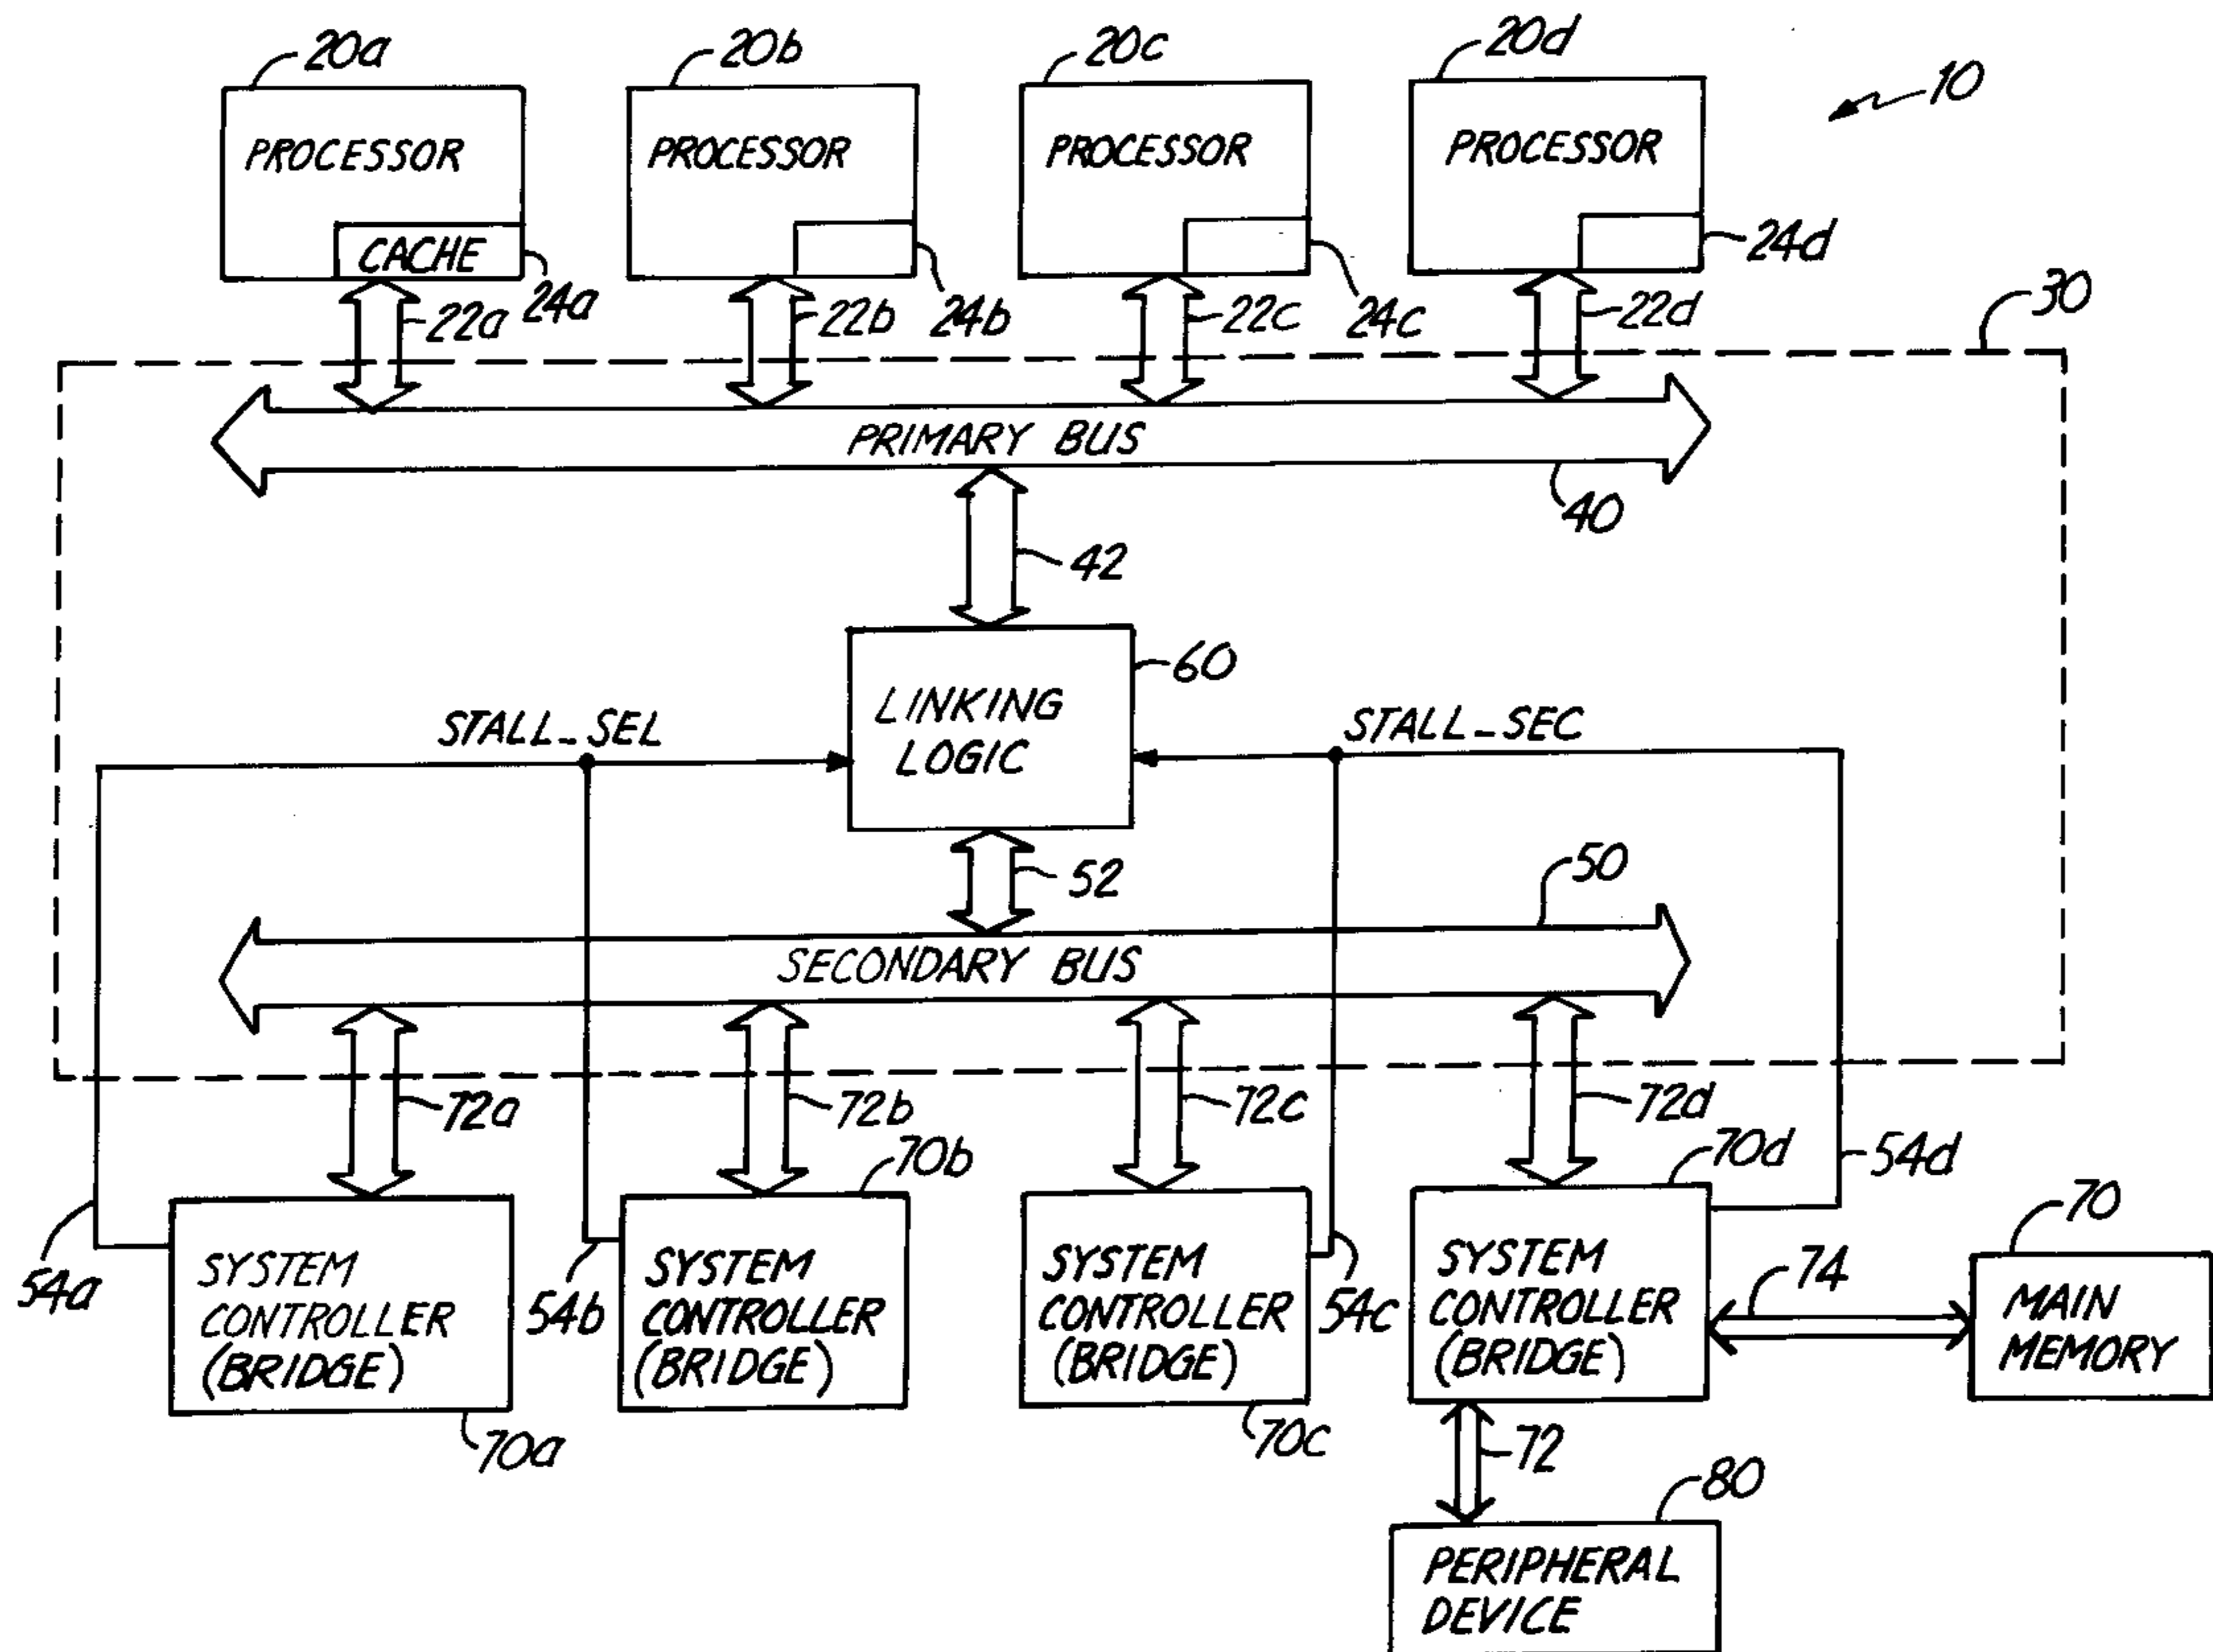 20a
20b
20c
20d
10
PROCESSOR
PROCESSOR
PROCESSOR
PROCESSOR
CACHE
24a
24b
24c
24d
22a
22b
22c
22d
30
PRIMARY BUS
40
42
60
LINKING
LOGIC
STALL_SEL
STALL_SEC
52
50
SECONDARY BUS
72a
72b
72c
72d
70b
70d
54d
70
54a
SYSTEM
CONTROLLER
(BRIDGE)
70a
54b
SYSTEM
CONTROLLER
(BRIDGE)
SYSTEM
CONTROLLER
(BRIDGE)
70c
54c
SYSTEM
CONTROLLER
(BRIDGE)
74
MAIN
MEMORY
72
80
PERIPHERAL
DEVICE